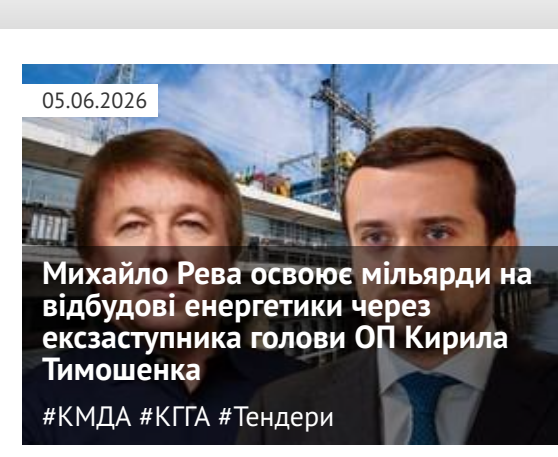 05.06.2026
Михайло Рева освоює мільярди на
відбудові енергетики через
ексзаступника голови ОП Кирила
Тимошенка
#КМДА #КГГА #Тендери